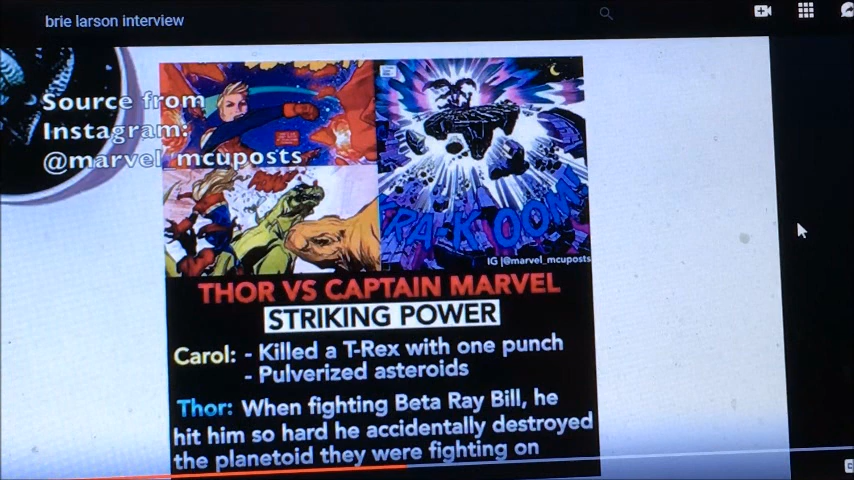 brie larson interview
Source from
Instagram:
@marvel_mcuposts
RA-KOOM!
IG |@marvel_mcuposts
THOR VS CAPTAIN MARVEL
STRIKING POWER
Carol: - Killed a T-Rex with one punch
- Pulverized asteroids
Thor: When fighting Beta Ray Bill, he
hit him so hard he accidentally destroyed
the planetoid they were fighting on